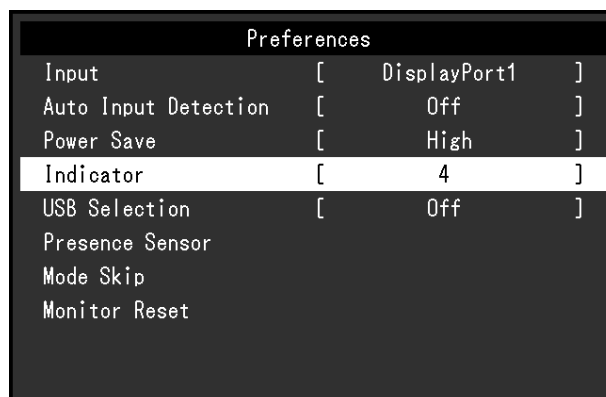 Preferences
Input [ DisplayPort1 ]
Auto Input Detection [ Off ]
Power Save [ High ]
Indicator [ 4 ]
USB Selection [ Off ]
Presence Sensor
Mode Skip
Monitor Reset